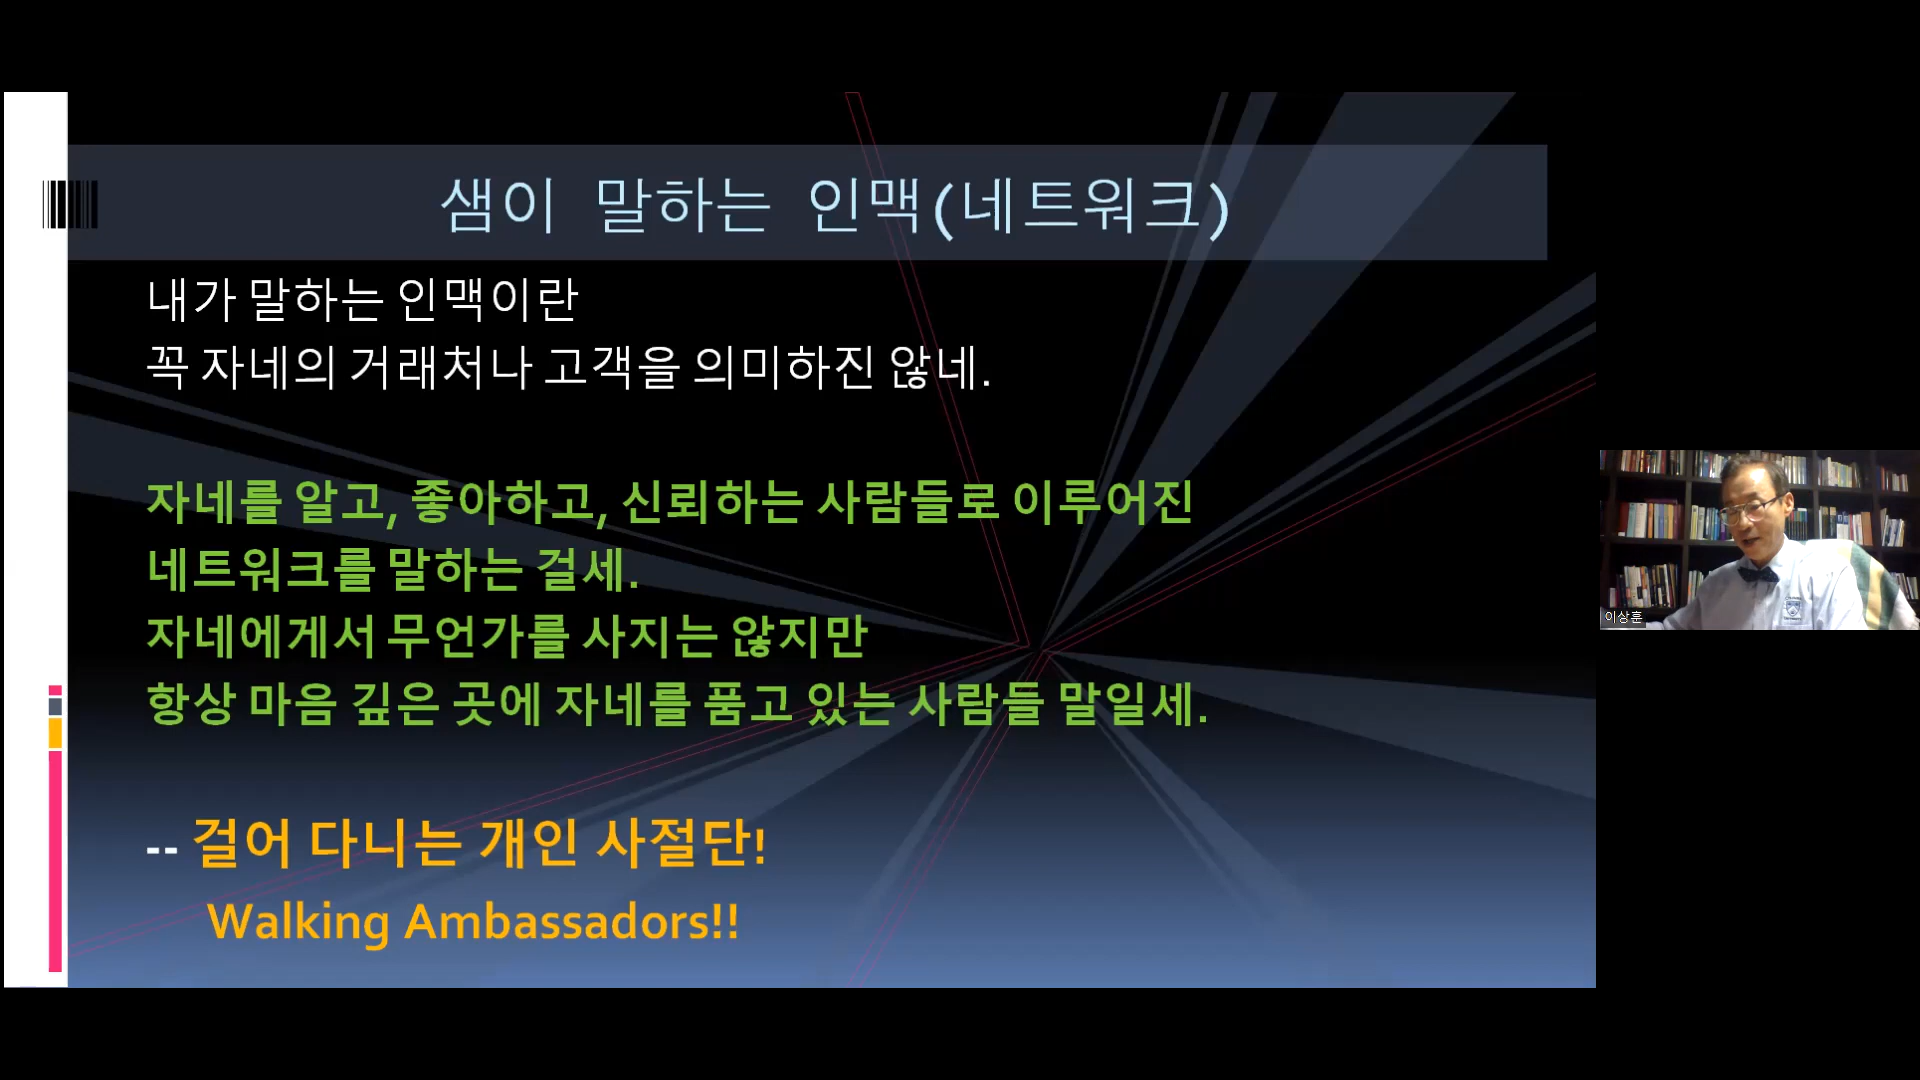 샘이 말하는 인맥(네트워크)
내가 말하는 인맥이란
꼭 자네의 거래처나 고객을 의미하진 않네.
자네를 알고, 좋아하고, 신뢰하는 사람들로 이루어진
네트워크를 말하는 걸세.
자네에게서 무언가를 사지는 않지만
항상 마음 깊은 곳에 자네를 품고 있는 사람들 말일세.
-- 걸어 다니는 개인 사절단!
Walking Ambassadors!!
이상훈